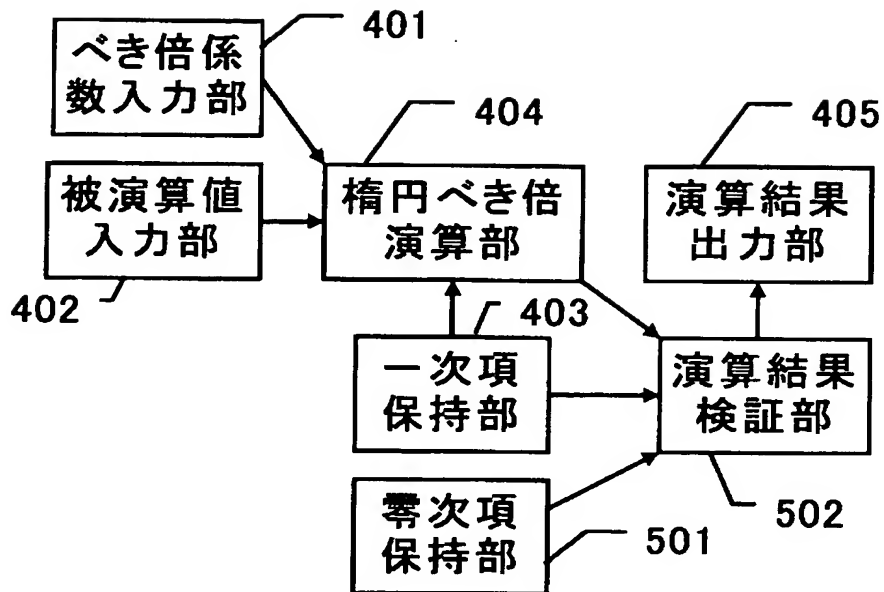 401
べき倍係
数入力部
404
405
被演算値
入力部
楕円べき倍
演算部
演算結果
出力部
402
403
一次項
保持部
演算結果
検証部
零次項
保持部
501
502